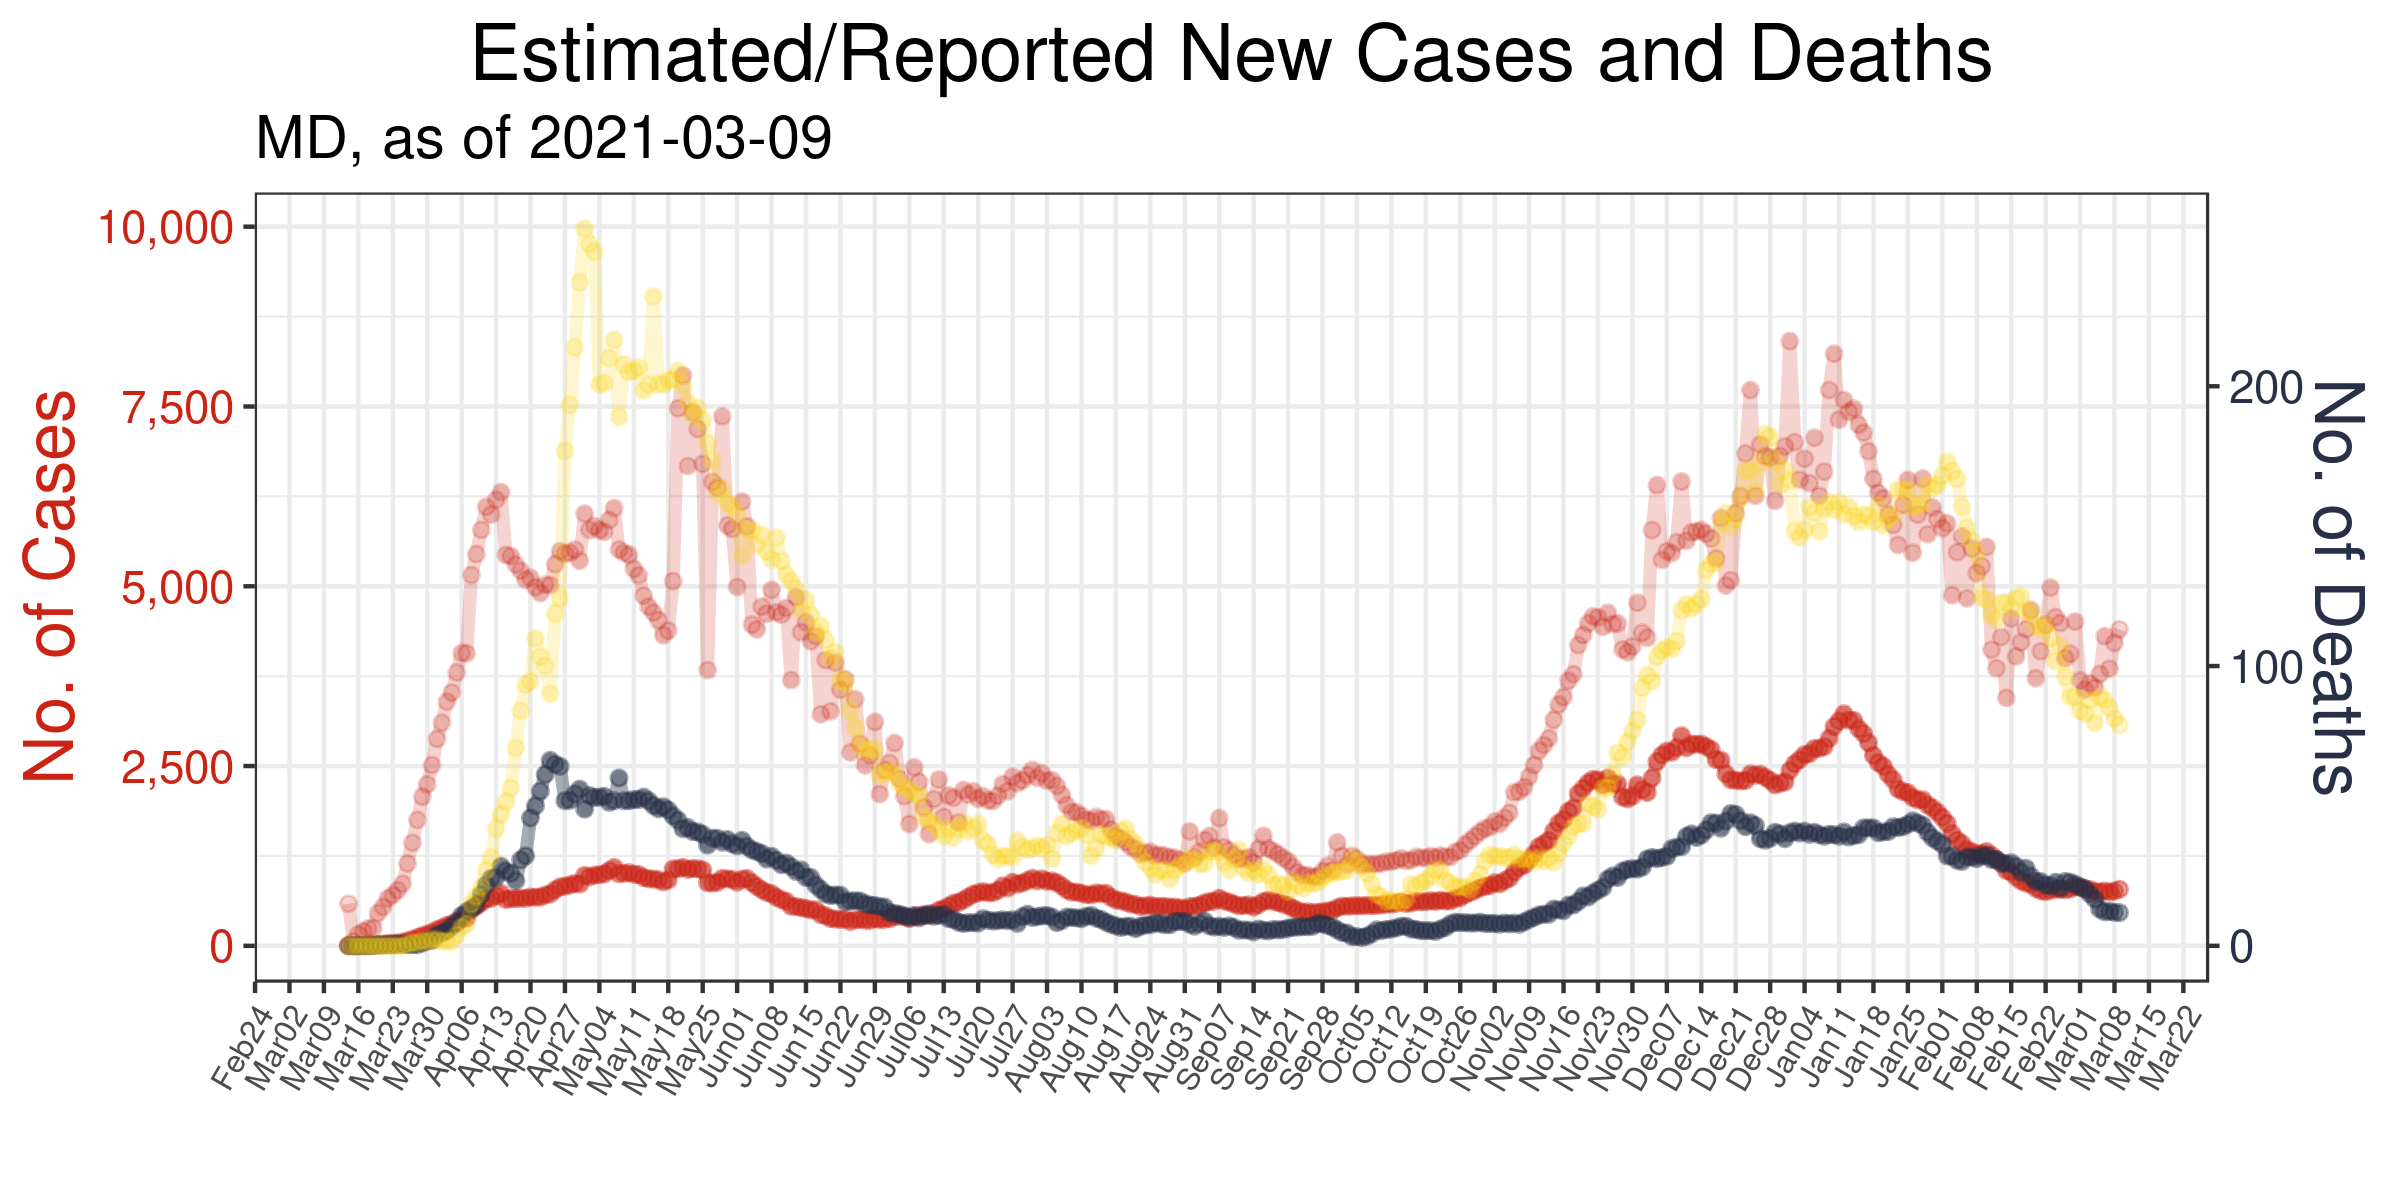 Estimated/Reported New Cases and Deaths
MD, as of 2021-03-09
No. of Cases
10,000
7,500
5,000
2,500
0
No. of Deaths
200
100
0
Feb24
Mar02
Mar09
Mar16
Mar23
Mar30
Apr06
Apr13
Apr20
Apr27
May04
May11
May18
May25
Jun01
Jun08
Jun15
Jun22
Jun29
Jul06
Jul13
Jul20
Jul27
Aug03
Aug10
Aug17
Aug24
Aug31
Sep07
Sep14
Sep21
Sep28
Oct05
Oct12
Oct19
Oct26
Nov02
Nov09
Nov16
Nov23
Nov30
Dec07
Dec14
Dec21
Dec28
Jan04
Jan11
Jan18
Jan25
Feb01
Feb08
Feb15
Feb22
Mar01
Mar08
Mar15
Mar22